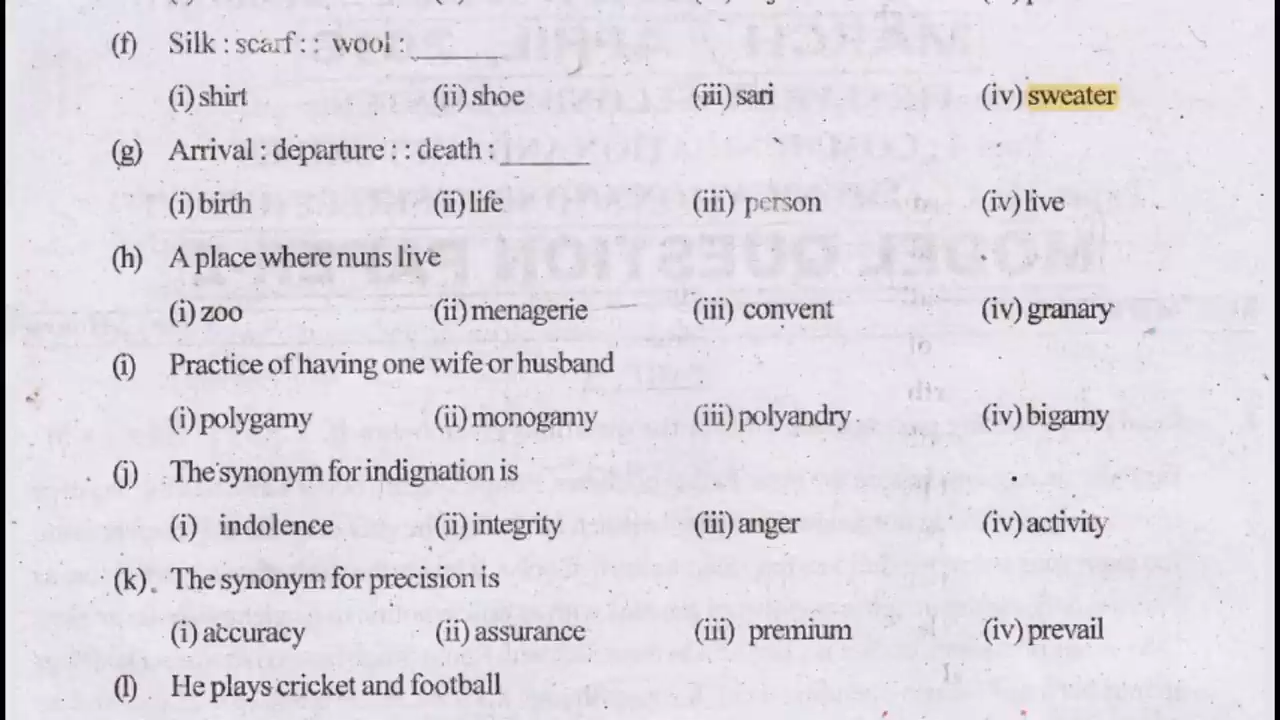 (f) Silk : scarf : : wool : ______
(i) shirt (ii) shoe (iii) sari (iv) sweater
(g) Arrival : departure : : death : ______
(i) birth (ii) life (iii) person (iv) live
(h) A place where nuns live
(i) zoo (ii) menagerie (iii) convent (iv) granary
(i) Practice of having one wife or husband
(i) polygamy (ii) monogamy (iii) polyandry (iv) bigamy
(j) The synonym for indignation is
(i) indolence (ii) integrity (iii) anger (iv) activity
(k). The synonym for precision is
(i) accuracy (ii) assurance (iii) premium (iv) prevail
(l) He plays cricket and football